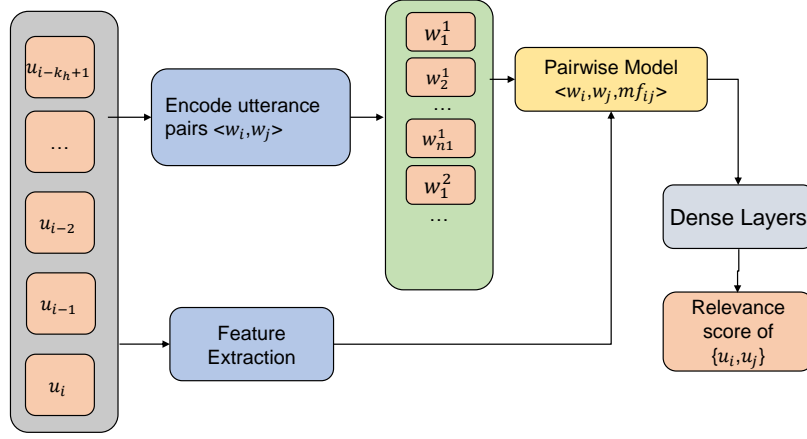 u_{i-k_h+1}
...
u_{i-2}
u_{i-1}
u_i
Encode utterance
pairs <w_i,w_j>
Feature
Extraction
w_1^1
w_2^1
...
w_{n1}^1
w_1^2
...
Pairwise Model
<w_i,w_j,mf_{ij}>
Dense Layers
Relevance
score of
{u_i,u_j}